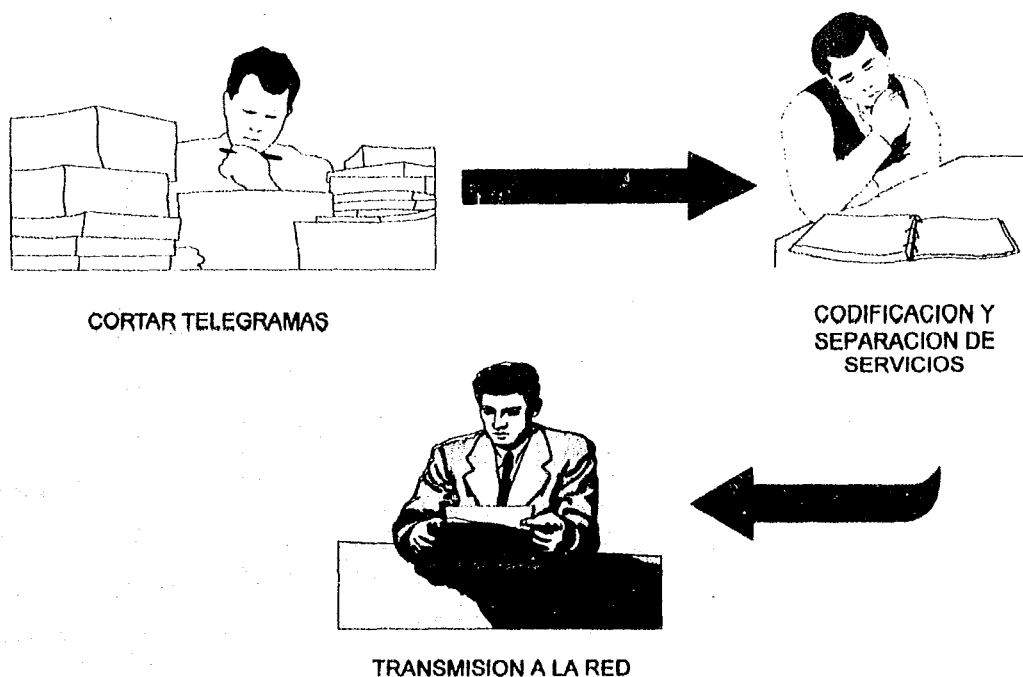 CORTAR TELEGRAMAS
CODIFICACION Y
SEPARACION DE
SERVICIOS
TRANSMISION A LA RED